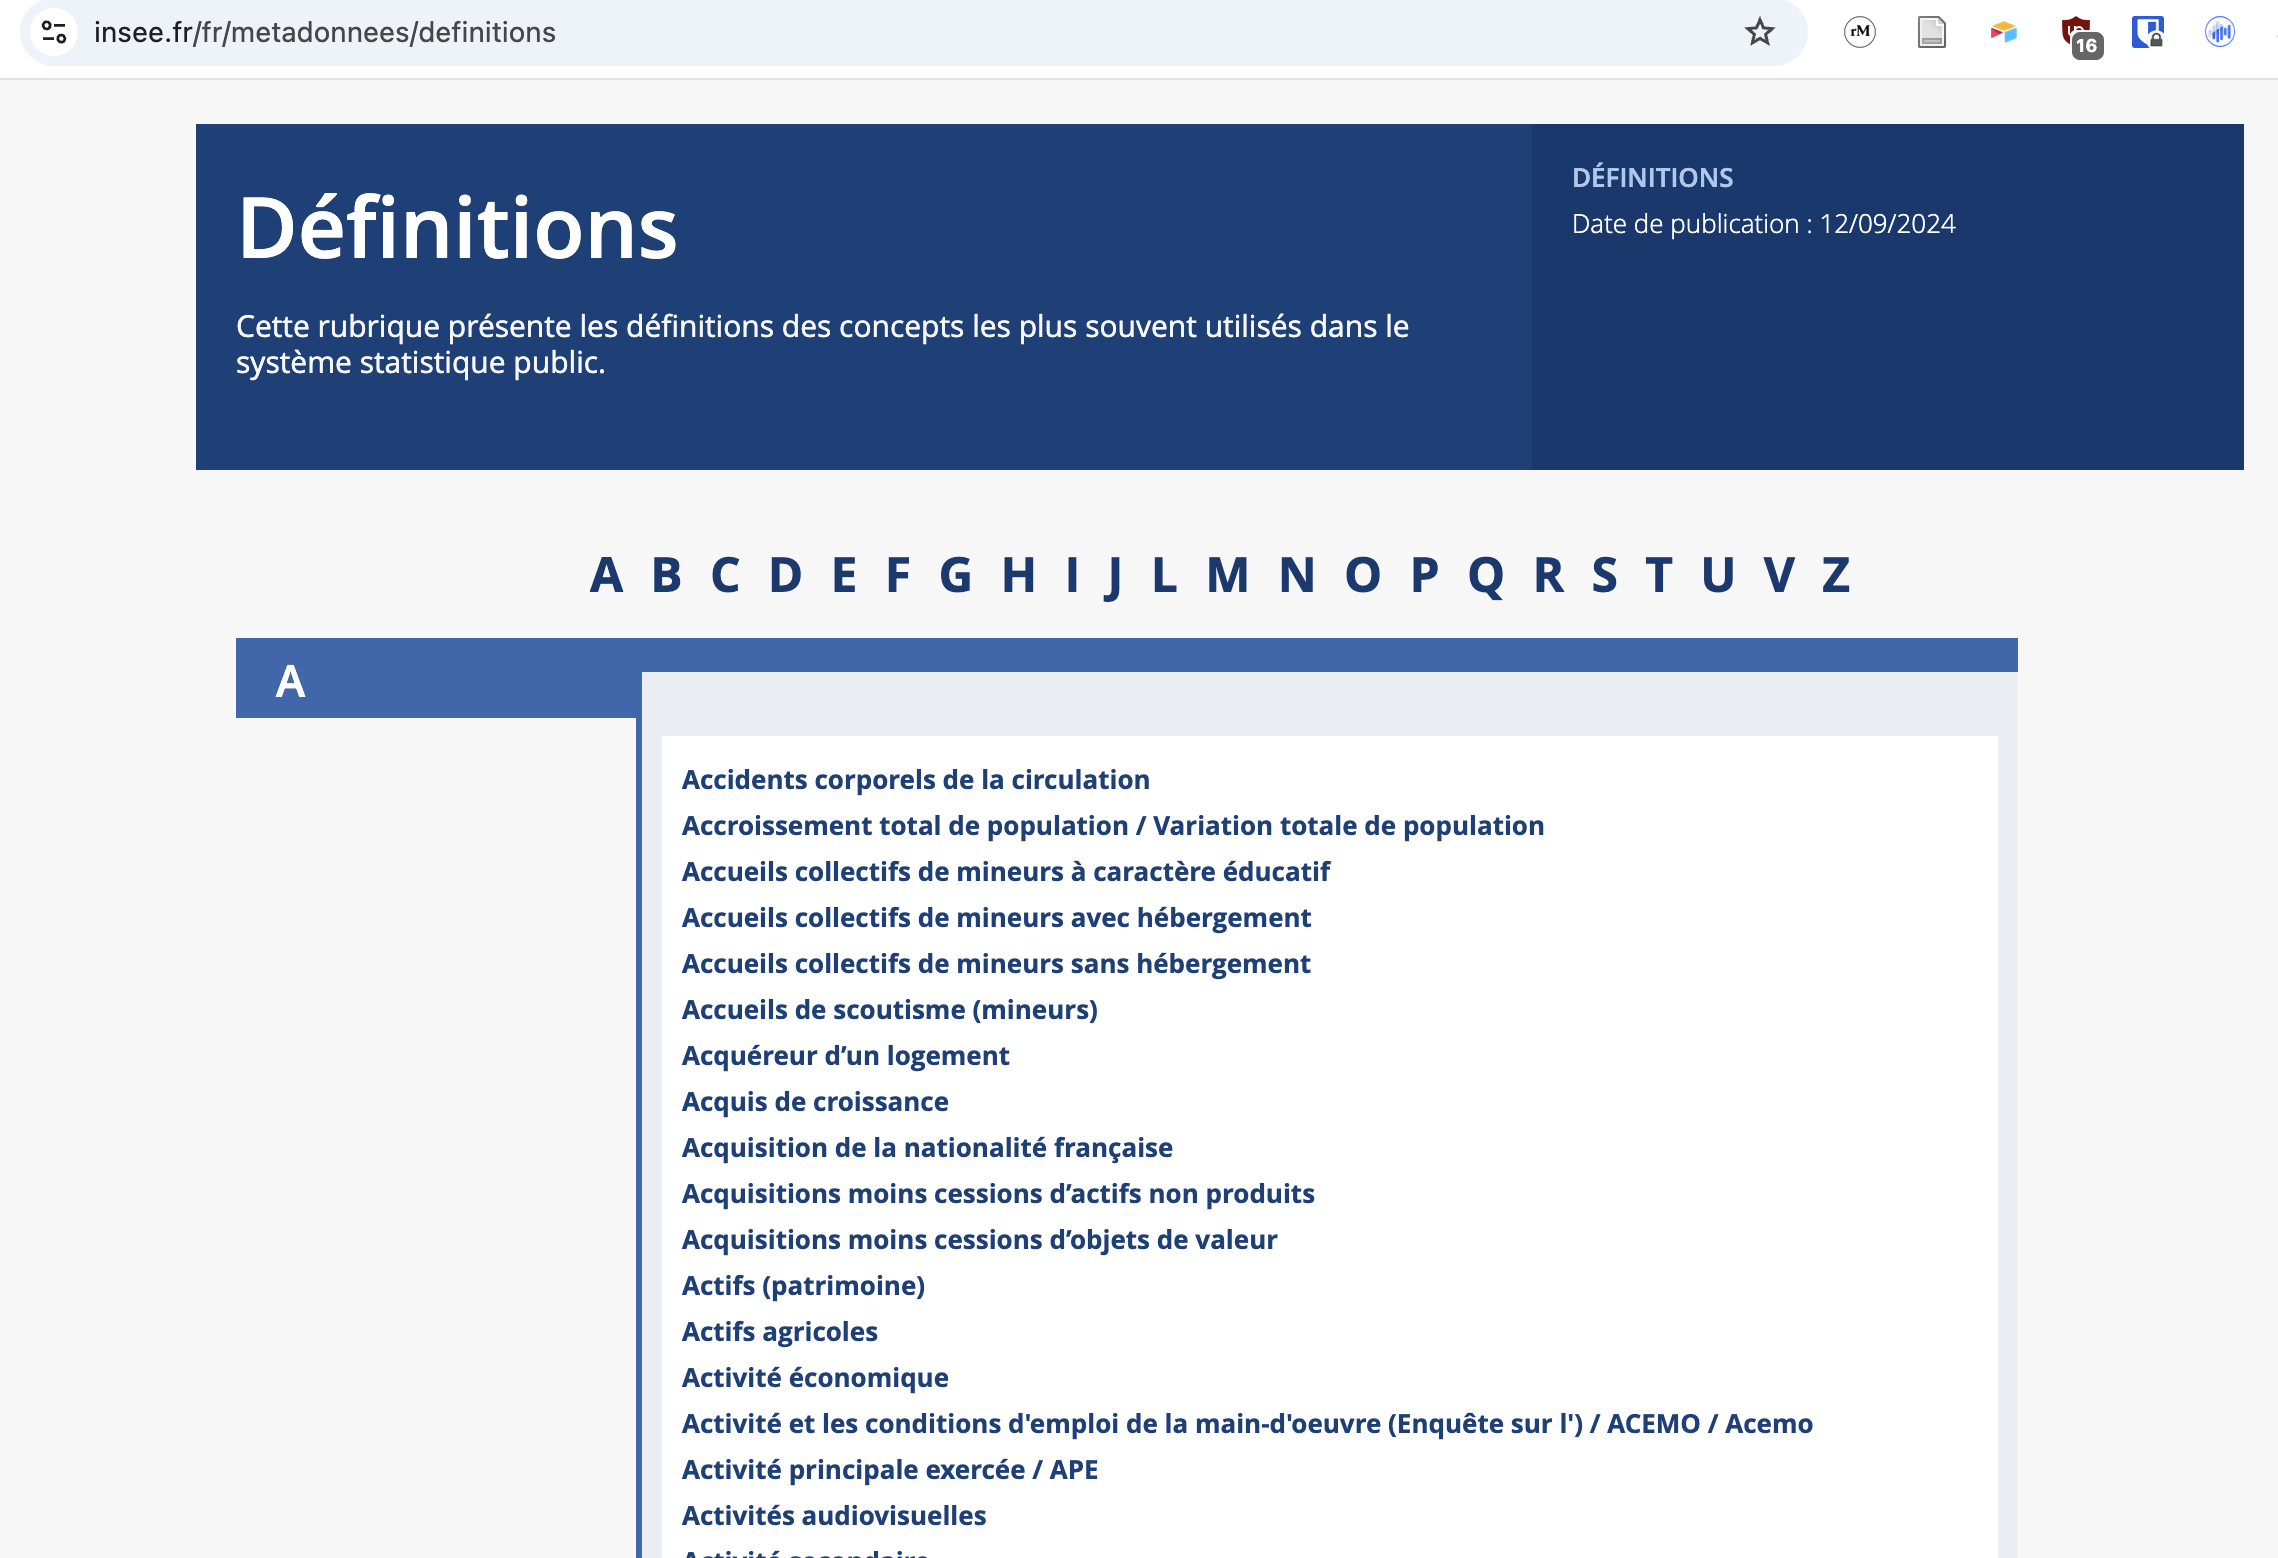 insee.fr/fr/metadonnees/definitions
rM
16
Définitions
Cette rubrique présente les définitions des concepts les plus souvent utilisés dans le
système statistique public.
DÉFINITIONS
Date de publication : 12/09/2024
A B C D E F G H I J L M N O P Q R S T U V Z
A
Accidents corporels de la circulation
Accroissement total de population / Variation totale de population
Accueils collectifs de mineurs à caractère éducatif
Accueils collectifs de mineurs avec hébergement
Accueils collectifs de mineurs sans hébergement
Accueils de scoutisme (mineurs)
Acquéreur d’un logement
Acquis de croissance
Acquisition de la nationalité française
Acquisitions moins cessions d’actifs non produits
Acquisitions moins cessions d’objets de valeur
Actifs (patrimoine)
Actifs agricoles
Activité économique
Activité et les conditions d'emploi de la main-d'oeuvre (Enquête sur l') / ACEMO / Acemo
Activité principale exercée / APE
Activités audiovisuelles